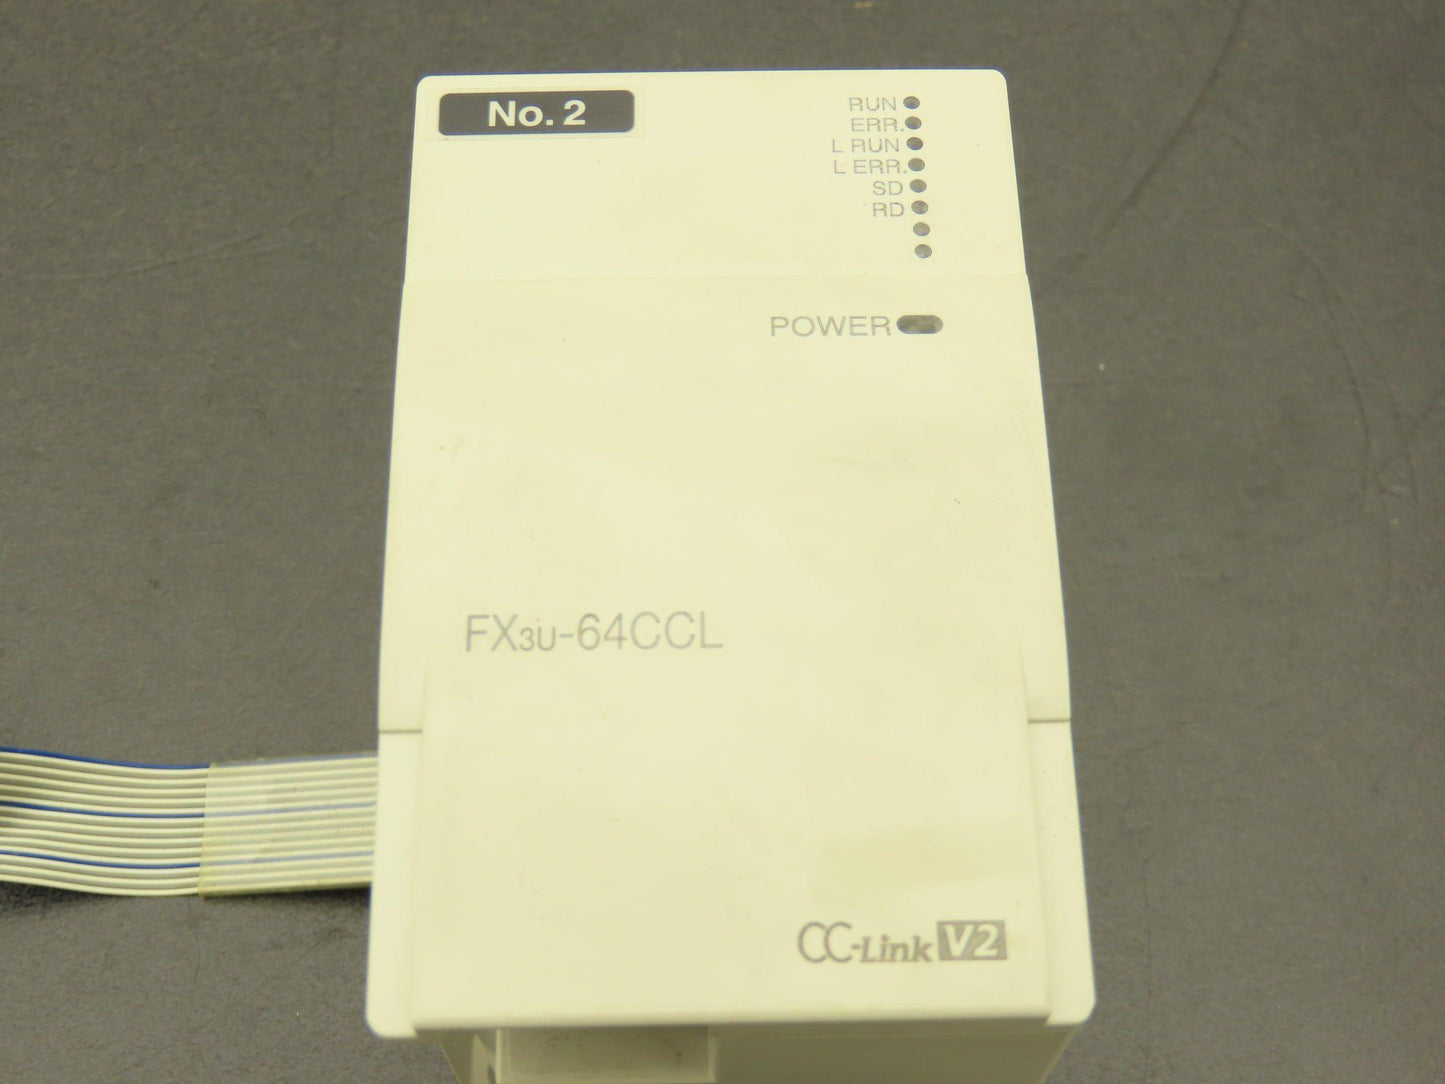 No. 2
RUN
ERR.
L RUN
L ERR.
SD
RD
POWER
FX3U-64CCL
CC-Link V2